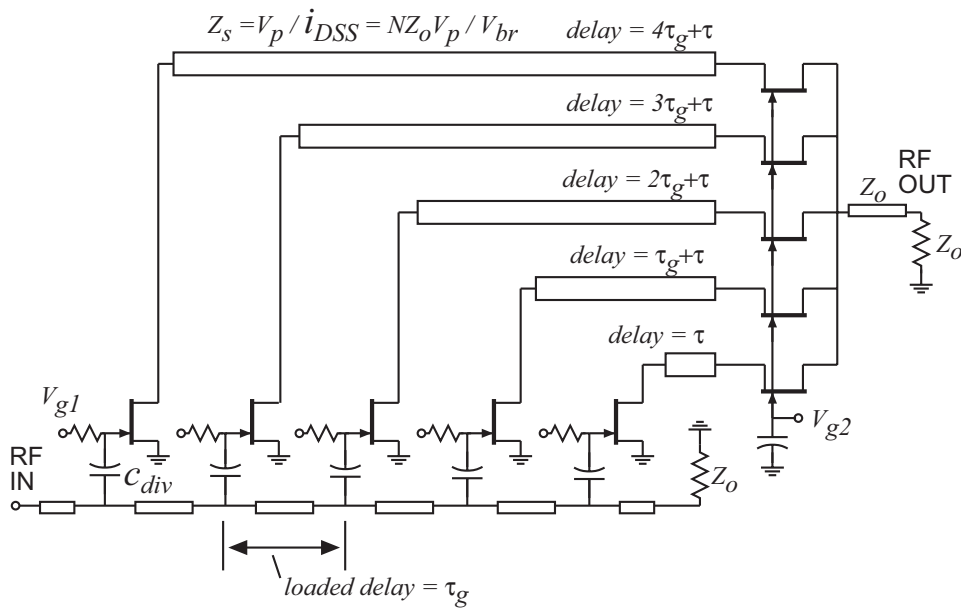 Z_s = V_p / i_DSS = NZ_oV_p / V_br
delay = 4τ_g+τ
delay = 3τ_g+τ
delay = 2τ_g+τ
delay = τ_g+τ
delay = τ
RF
OUT
Z_o
Z_o
V_g1
V_g2
RF
IN
C_div
Z_o
loaded delay = τ_g